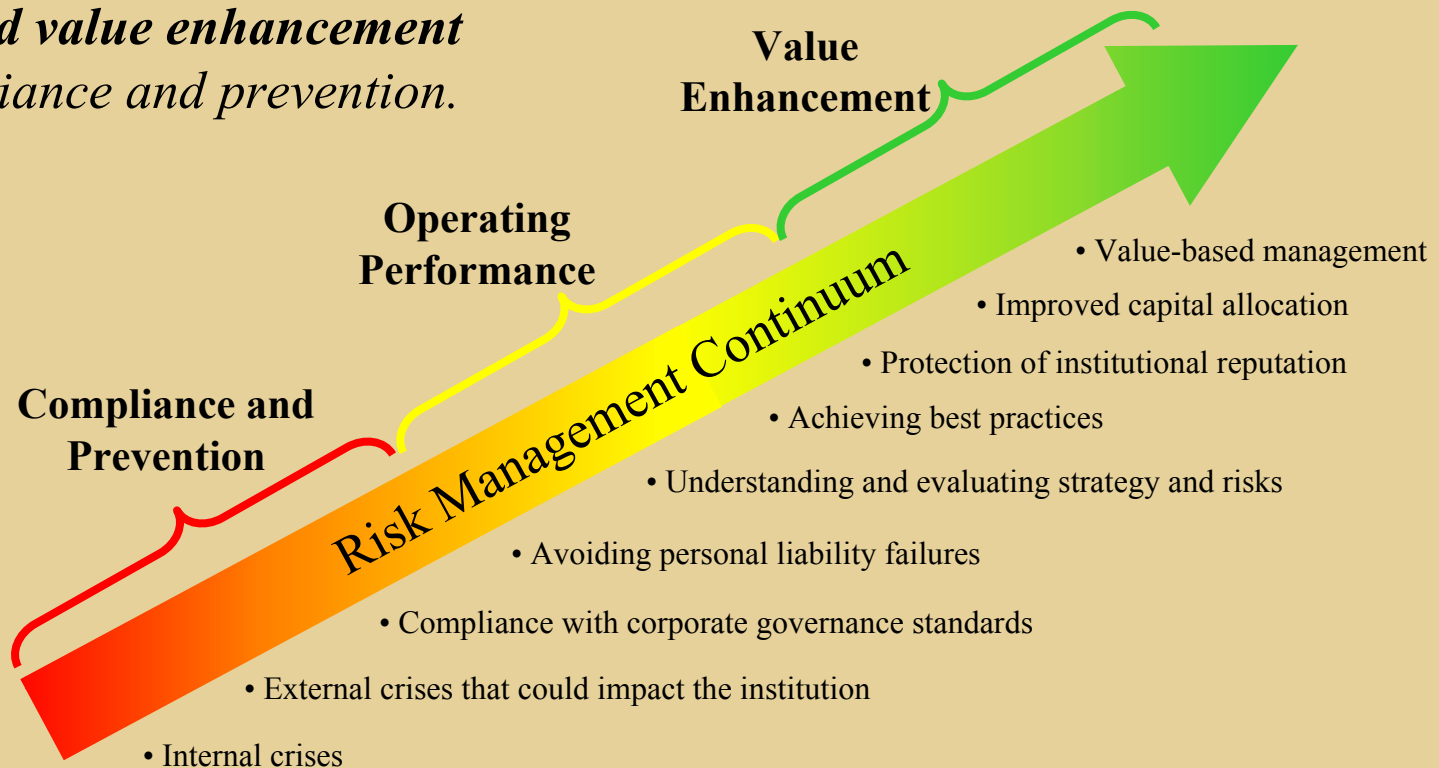 d value enhancement
iance and prevention.
Value
Enhancement
Operating
Performance
Compliance and
Prevention
Risk Management Continuum
• Value-based management
• Improved capital allocation
• Protection of institutional reputation
• Achieving best practices
• Understanding and evaluating strategy and risks
• Avoiding personal liability failures
• Compliance with corporate governance standards
• External crises that could impact the institution
• Internal crises